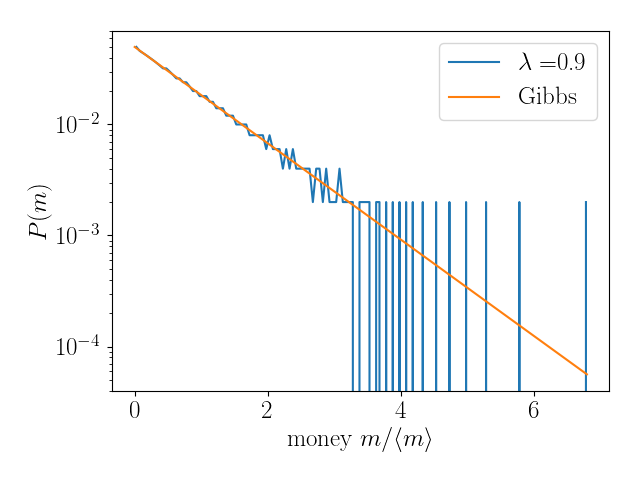 λ =0.9
Gibbs
10⁻²
10⁻³
10⁻⁴
P(m)
0 2 4 6
money m/⟨m⟩